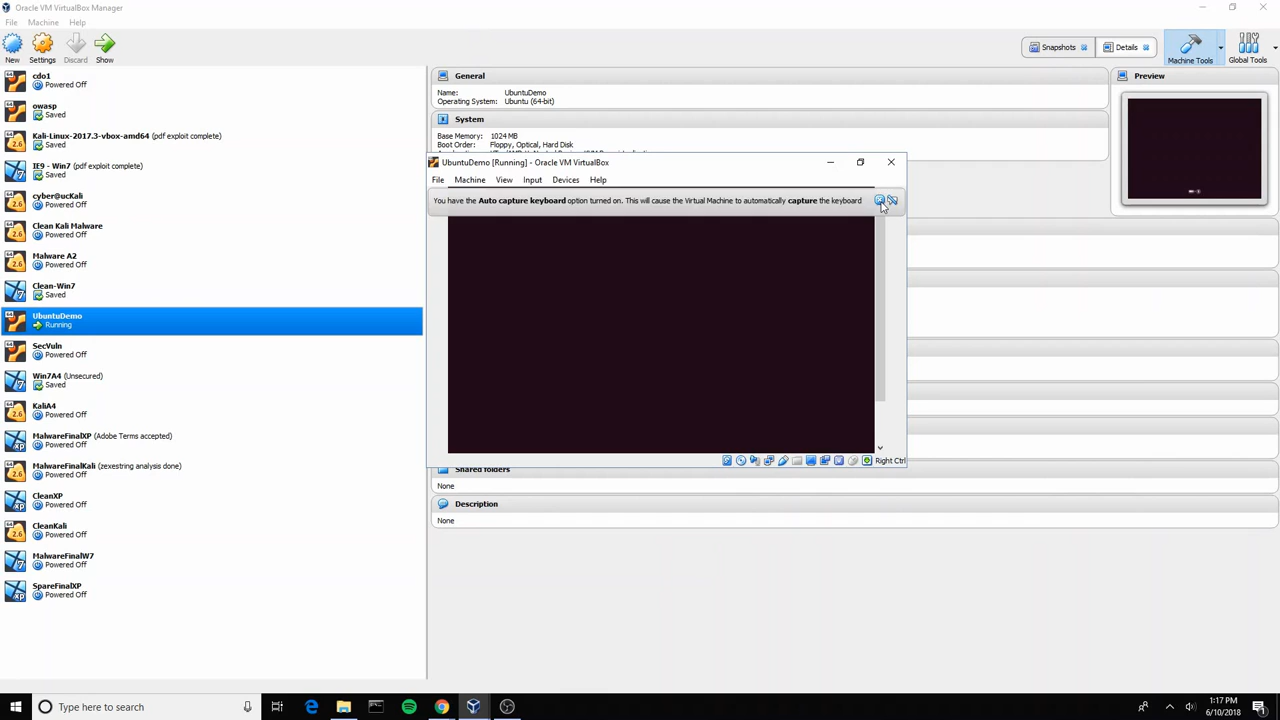 Oracle VM VirtualBox Manager
File Machine Help
New Settings Discard Show
Snapshots Details Machine Tools Global Tools
cdo1
Powered Off
owasp
Saved
Kali-Linux-2017.3-vbox-amd64 (pdf exploit complete)
Saved
IE9 - Win7 (pdf exploit complete)
Saved
cyber@ucKali
Powered Off
Clean Kali Malware
Powered Off
Malware A2
Powered Off
Clean-Win7
Saved
UbuntuDemo
Running
SecVuln
Powered Off
Win7A4 (Unsecured)
Saved
KaliA4
Powered Off
MalwareFinalXP (Adobe Terms accepted)
Powered Off
MalwareFinalKali (zexestring analysis done)
Powered Off
CleanXP
Powered Off
CleanKali
Powered Off
MalwareFinalW7
Powered Off
SpareFinalXP
Powered Off
General
Name: UbuntuDemo
Operating System: Ubuntu (64-bit)
System
Base Memory: 1024 MB
Boot Order: Floppy, Optical, Hard Disk
Preview
UbuntuDemo [Running] - Oracle VM VirtualBox
File Machine View Input Devices Help
You have the Auto capture keyboard option turned on. This will cause the Virtual Machine to automatically capture the keyboard
Right Ctrl
Shared folders
None
Description
None
Type here to search
1:17 PM
6/10/2018